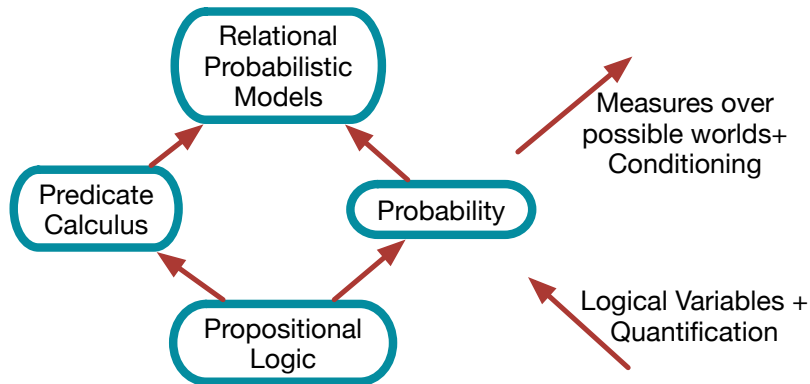 Relational
Probabilistic
Models
Measures over
possible worlds+
Conditioning
Predicate
Calculus
Probability
Logical Variables +
Quantification
Propositional
Logic